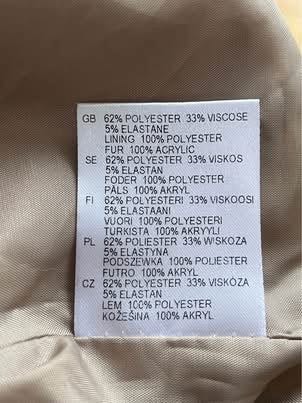 GB 62% POLYESTER 33% VISCOSE
5% ELASTANE
LINING 100% POLYESTER
FUR 100% ACRYLIC
SE 62% POLYESTER 33% VISKOS
5% ELASTAN
FODER 100% POLYESTER
PÄLS 100% AKRYL
FI 62% POLYESTERI 33% VISKOOSI
5% ELASTAANI
VUORI 100% POLYESTERI
TURKISTA 100% AKRYYLI
PL 62% POLIESTER 33% WISKOZA
5% ELASTYNA
PODSZEWKA 100% POLIESTER
FUTRO 100% AKRYL
CZ 62% POLYESTER 33% VISKÓZA
5% ELASTAN
LEM 100% POLYESTER
KOŽEŠINA 100% AKRYL